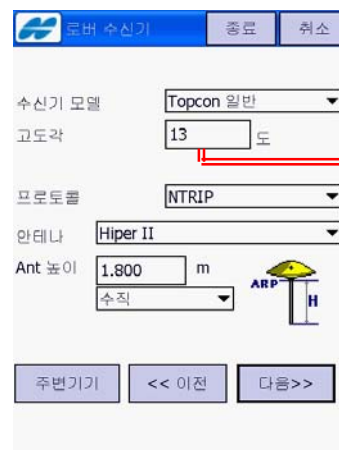 로버 수신기 종료 취소
수신기 모델 Topcon 일반
고도각 13 도
프로토콜 NTRIP
안테나 Hiper II
Ant 높이 1.800 m
수직
ARP
H
주변기기 << 이전 다음>>